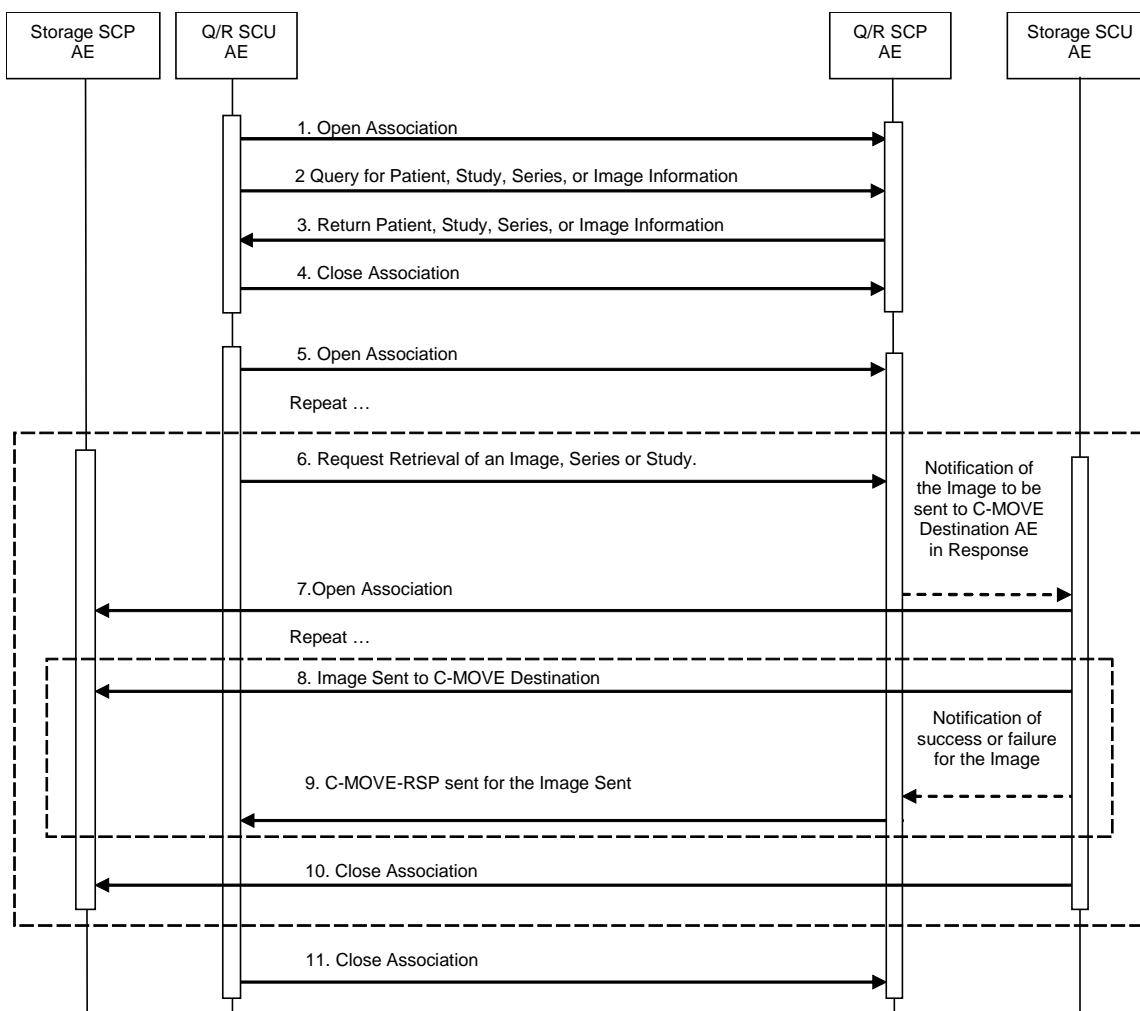 Storage SCP
AE
Q/R SCU
AE
Q/R SCP
AE
Storage SCU
AE
1. Open Association
2 Query for Patient, Study, Series, or Image Information
3. Return Patient, Study, Series, or Image Information
4. Close Association
5. Open Association
Repeat …
6. Request Retrieval of an Image, Series or Study.
Notification of
the Image to be
sent to C-MOVE
Destination AE
in Response
7.Open Association
Repeat …
8. Image Sent to C-MOVE Destination
Notification of
success or failure
for the Image
9. C-MOVE-RSP sent for the Image Sent
10. Close Association
11. Close Association